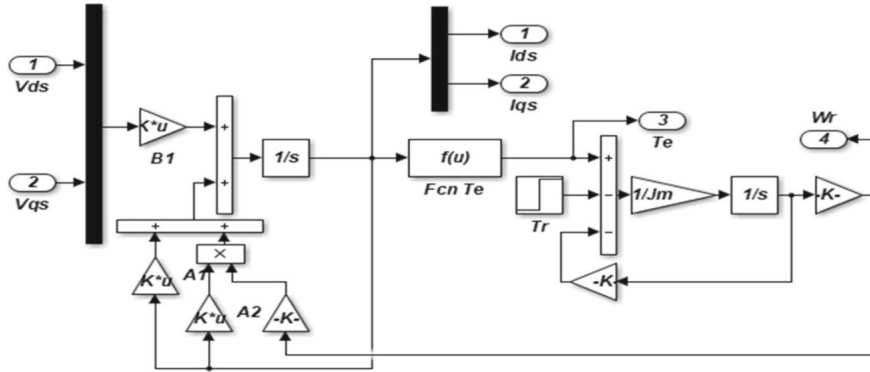 1
Vds
2
Vqs
K*u
B1
+
+
1/s
1
Ids
2
Iqs
f(u)
Fcn Te
3
Te
Wr
4
Tr
+
−
−
1/Jm
1/s
-K-
-K-
+
+
×
K*u
A1
K*u
A2
-K-